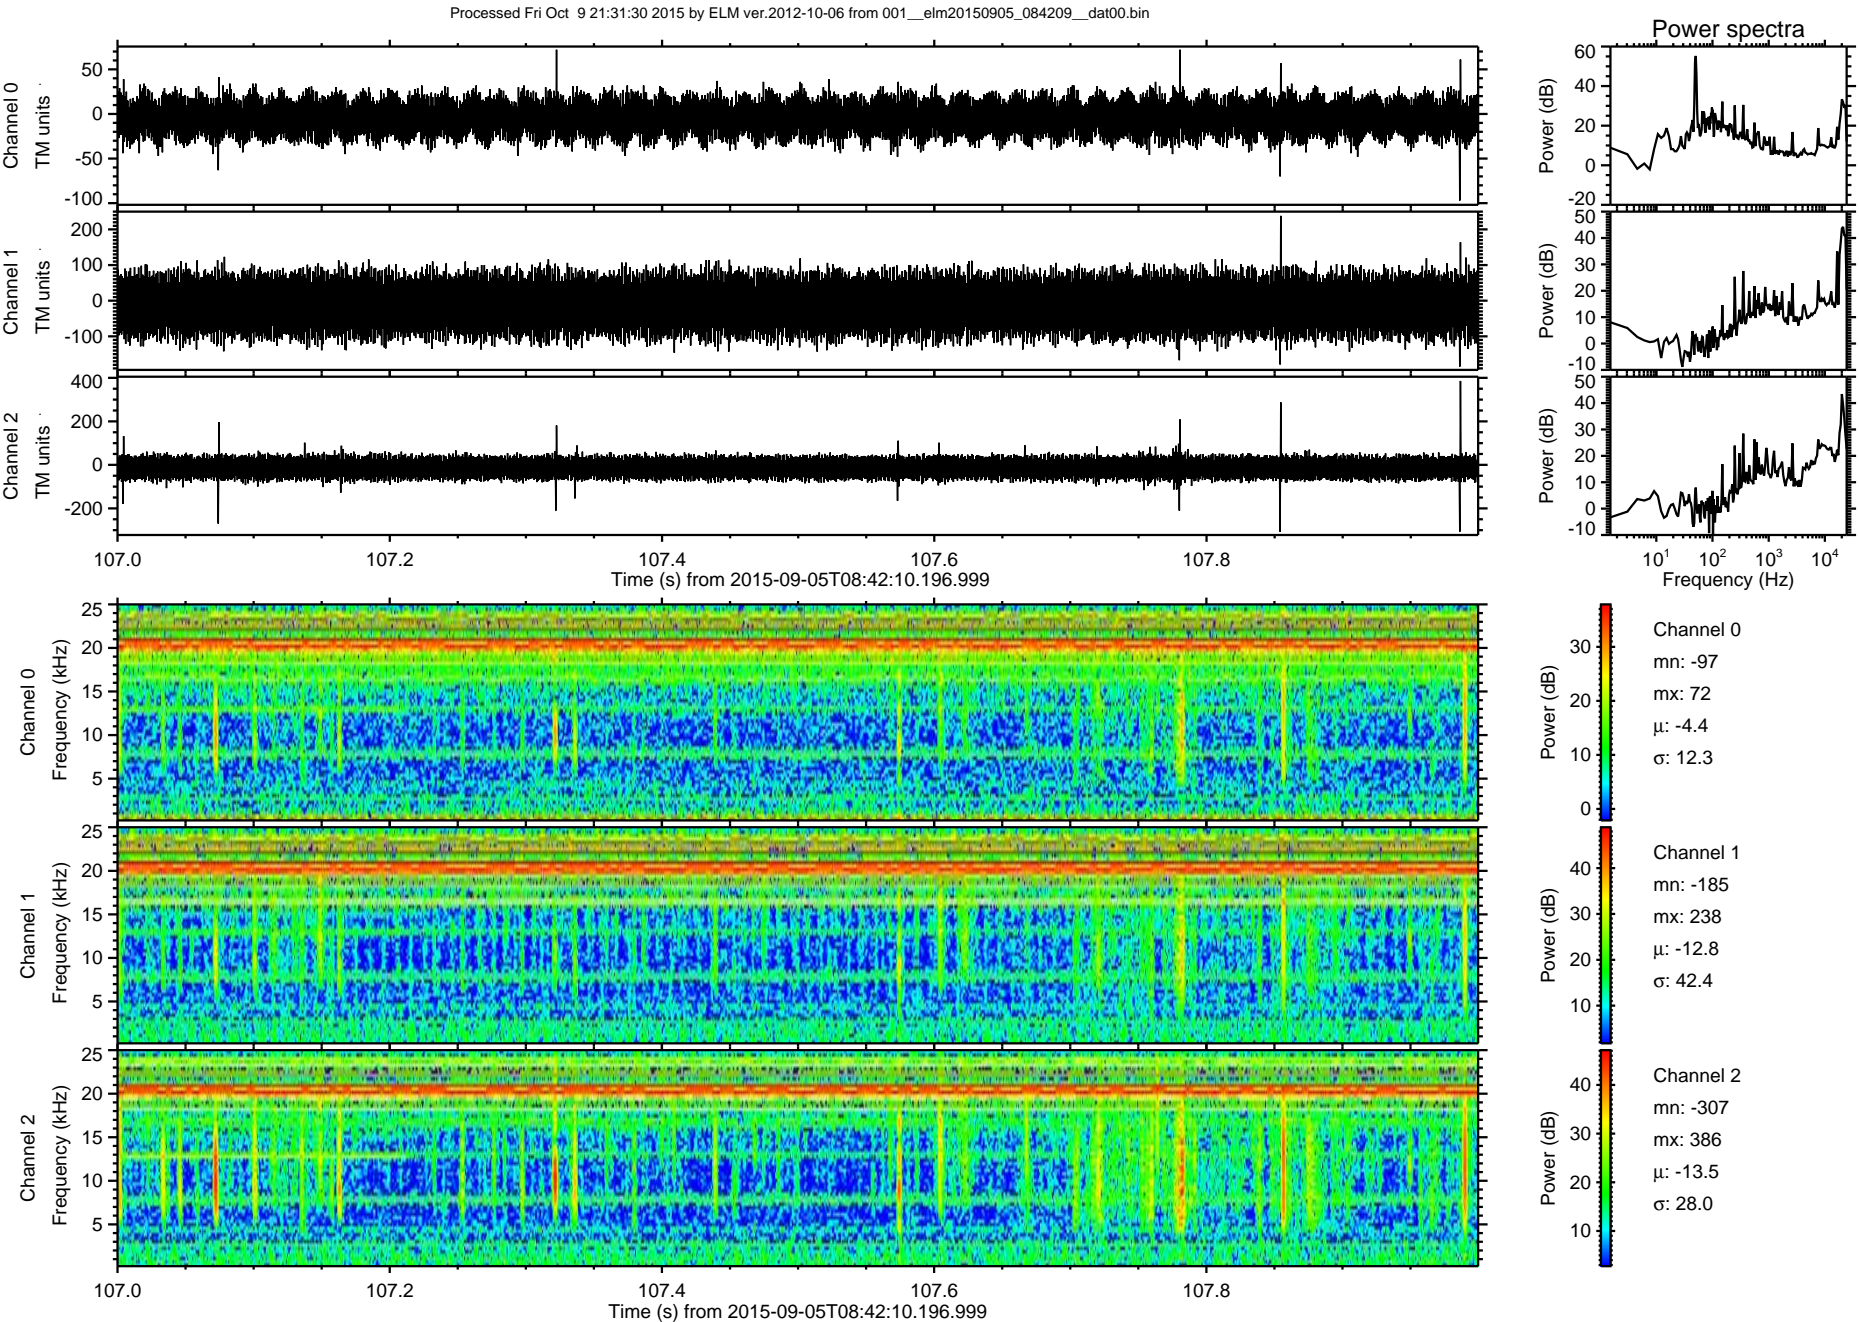 Processed Fri Oct  9 21:31:30 2015 by ELM ver.2012-10-06 from 001__elm20150905_084209__dat00.bin
Power spectra
Channel 0
TM units
50
0
-50
-100
Power (dB)
60
40
20
0
-20
Channel 1
TM units
200
100
0
-100
Power (dB)
50
40
30
20
10
0
-10
Channel 2
TM units
400
200
0
-200
Power (dB)
50
40
30
20
10
0
-10
107.0 107.2 107.4 107.6 107.8
Time (s) from 2015-09-05T08:42:10.196.999
10¹ 10² 10³ 10⁴
Frequency (Hz)
Channel 0
Frequency (kHz)
25
20
15
10
5
Power (dB)
30
20
10
0
Channel 0
mn: -97
mx: 72
μ: -4.4
σ: 12.3
Channel 1
Frequency (kHz)
25
20
15
10
5
Power (dB)
40
30
20
10
Channel 1
mn: -185
mx: 238
μ: -12.8
σ: 42.4
Channel 2
Frequency (kHz)
25
20
15
10
5
Power (dB)
40
30
20
10
Channel 2
mn: -307
mx: 386
μ: -13.5
σ: 28.0
107.0 107.2 107.4 107.6 107.8
Time (s) from 2015-09-05T08:42:10.196.999